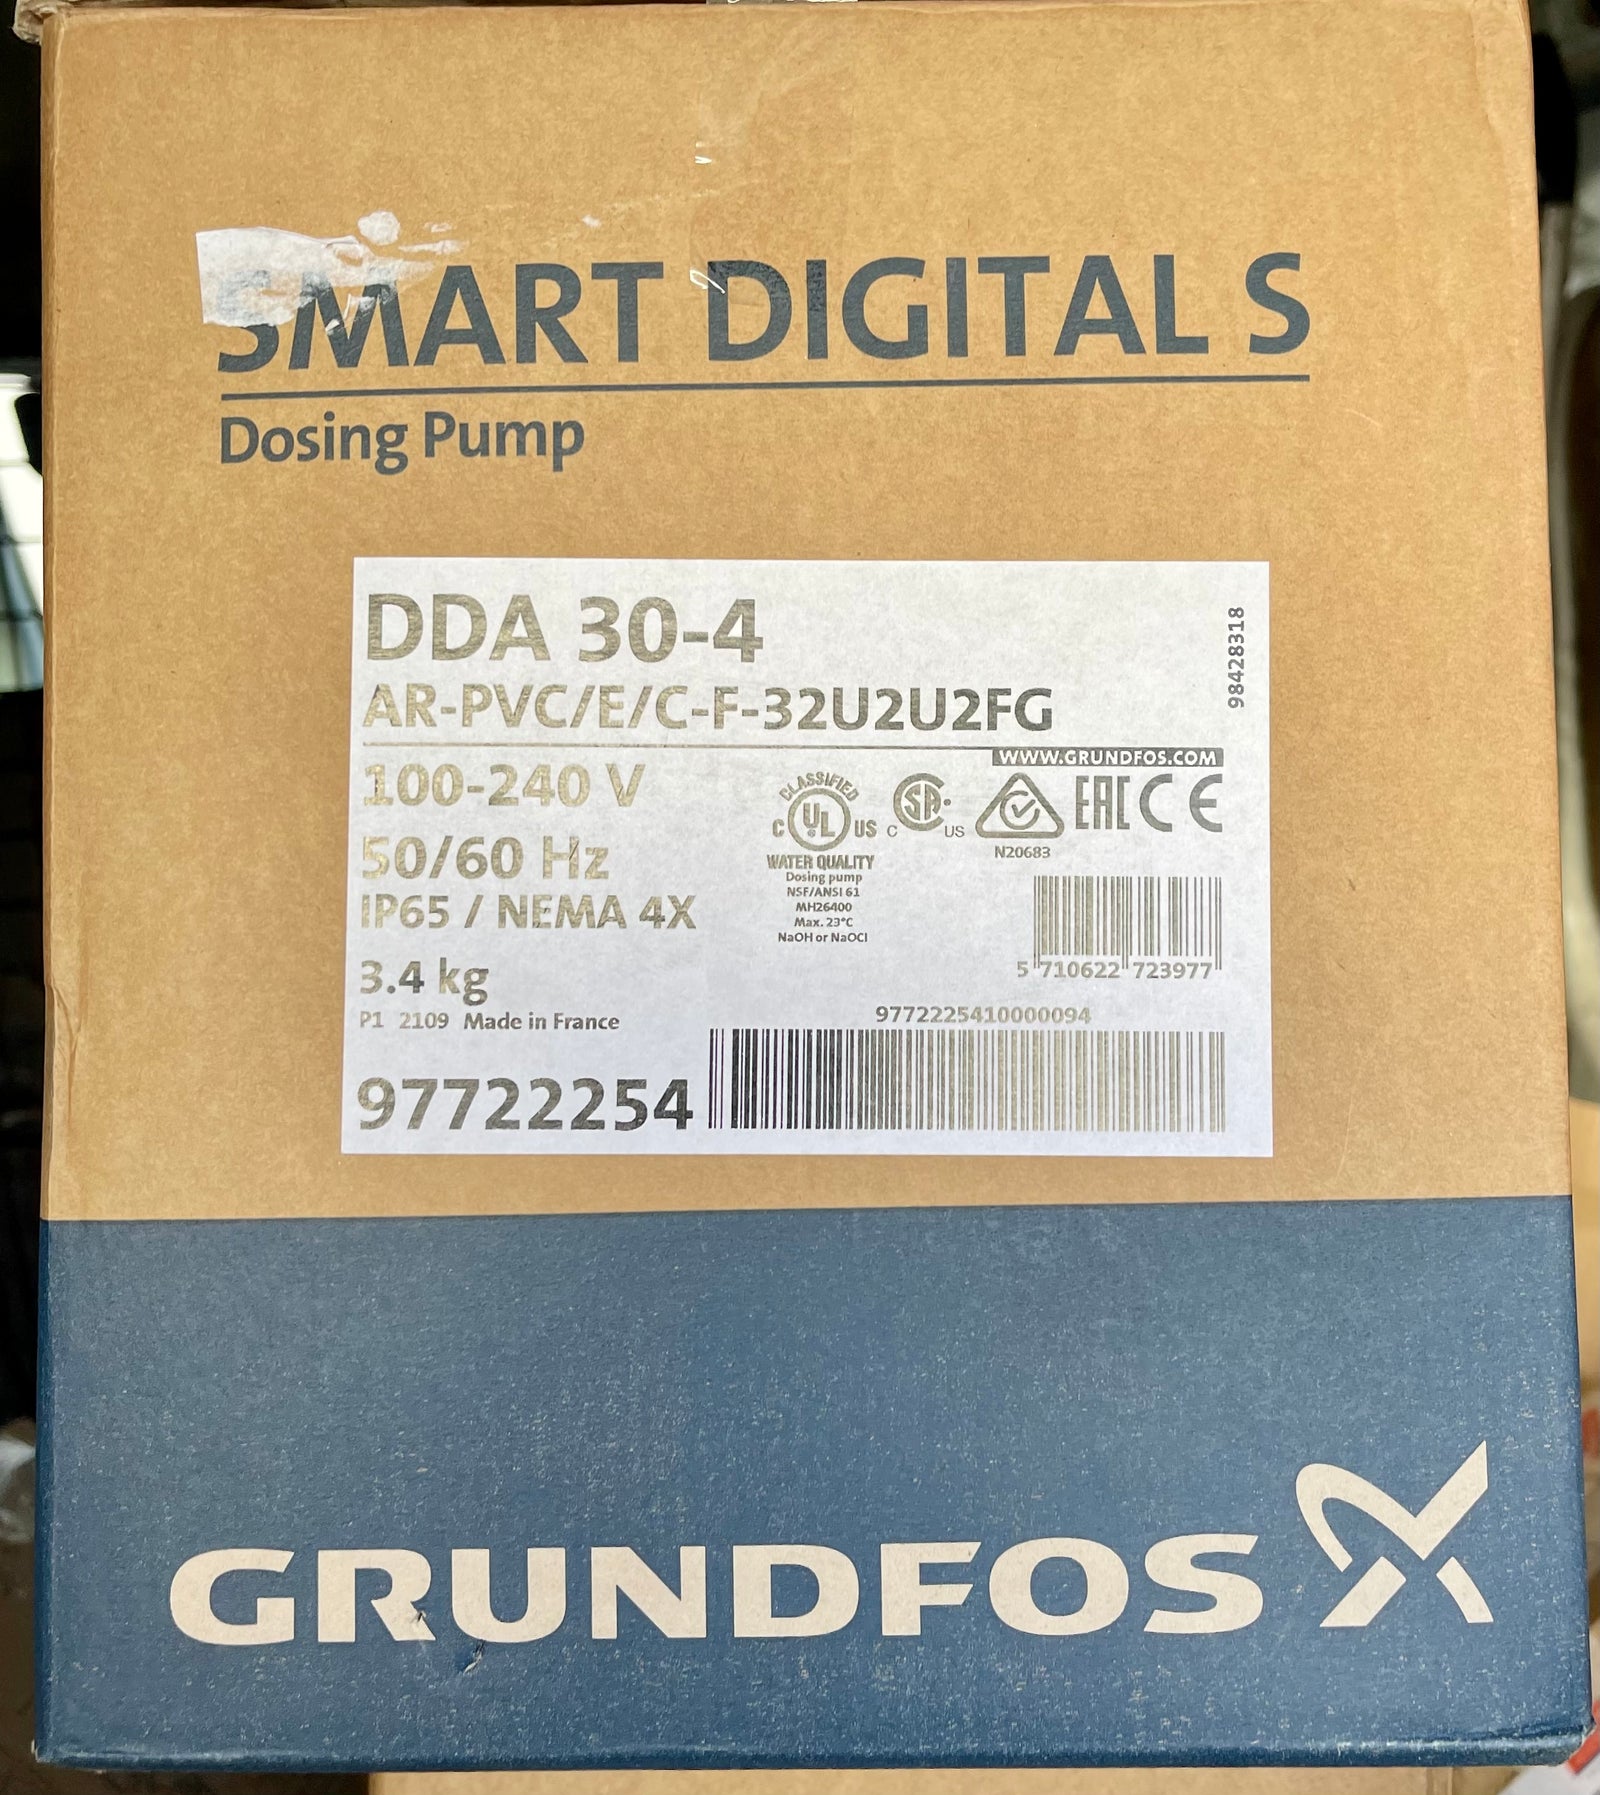 SMART DIGITAL S
Dosing Pump
DDA 30-4
98428318
AR-PVC/E/C-F-32U2U2FG
WWW.GRUNDFOS.COM
100-240 V
50/60 Hz
IP65 / NEMA 4X
3.4 kg
P1 2109 Made in France
CLASSIFIED
C UL US
WATER QUALITY
Dosing pump
NSF/ANSI 61
MH26400
Max. 23°C
NaOH or NaOCl
C SA US
N20683
EAC CE
5 710622 723977
9772225410000094
97722254
GRUNDFOS